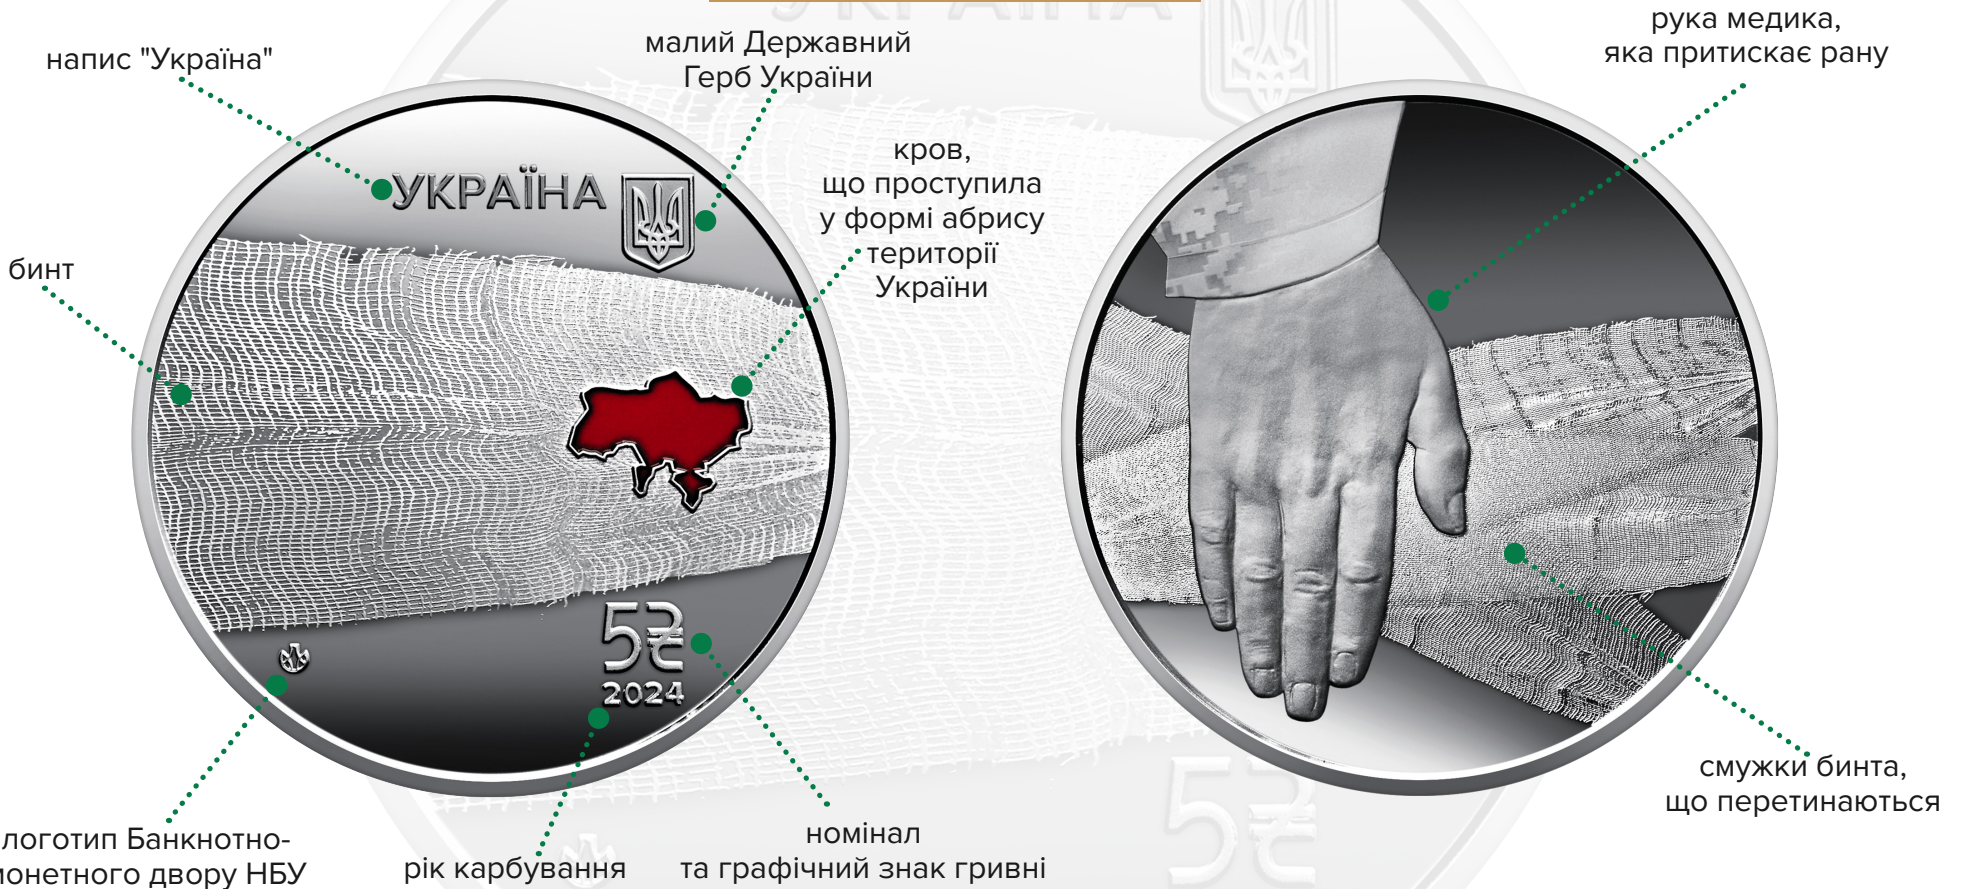 напис "Україна"
малий Державний
Герб України
рука медика,
яка притискає рану
кров,
що проступила
у формі абрису
території
України
бинт
УКРАЇНА
5₴
2024
смужки бинта,
що перетинаються
логотип Банкнотно-
монетного двору НБУ
рік карбування
номінал
та графічний знак гривні